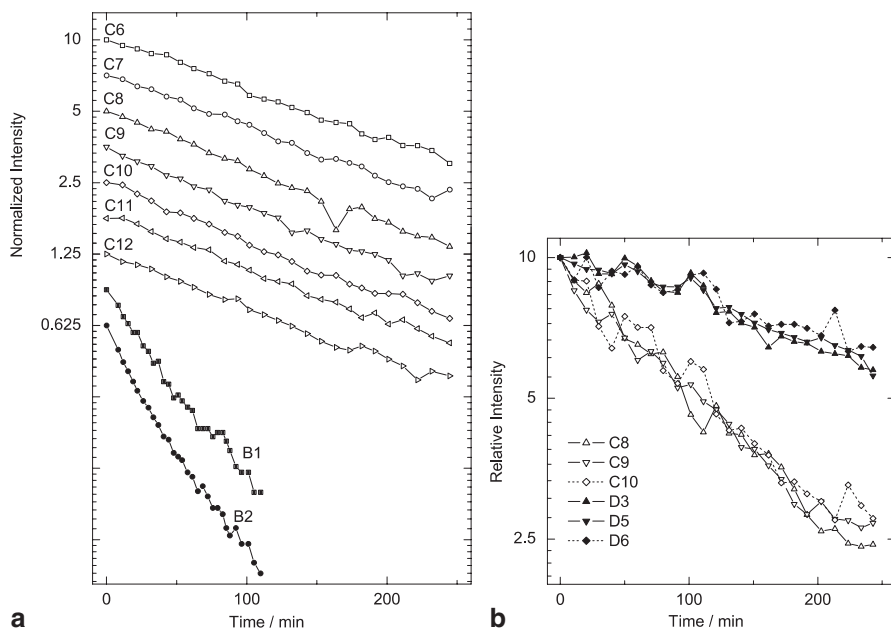 10
5
2.5
1.25
0.625
Normalized Intensity
C6
C7
C8
C9
C10
C11
C12
B1
B2
0
100
200
Time / min
a
10
5
2.5
Relative Intensity
C8
C9
C10
D3
D5
D6
0
100
200
Time / min
b